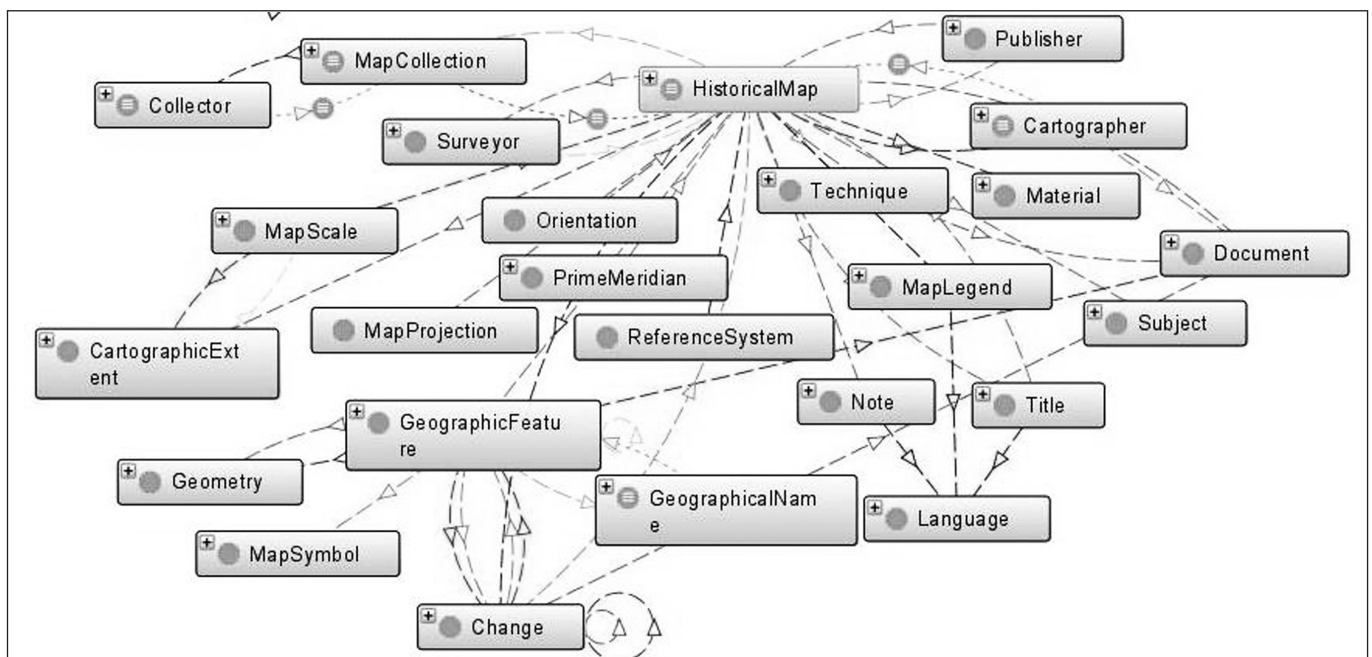 Publisher
MapCollection
HistoricalMap
Collector
Cartographer
Surveyor
Technique
Material
Orientation
MapScale
Document
PrimeMeridian
MapLegend
MapProjection
ReferenceSystem
Subject
CartographicExt
ent
Note
Title
GeographicFeatu
re
Geometry
GeographicalNam
e
Language
MapSymbol
Change